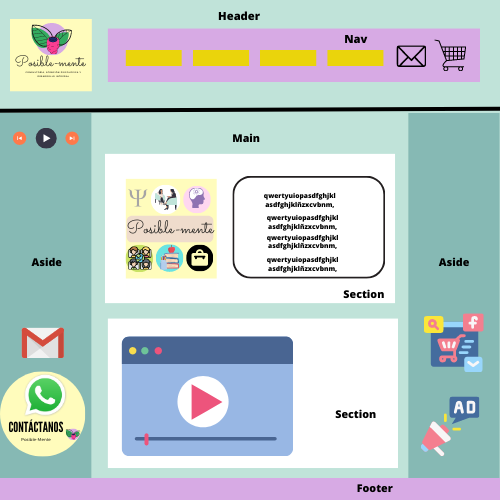 Header
Nav
Posible-mente
Main
Posible-mente
qwertyuiopasdfghjkl
asdfghjklñzxcvbnm,
qwertyuiopasdfghjkl
asdfghjklñzxcvbnm,
qwertyuiopasdfghjkl
asdfghjklñzxcvbnm,
qwertyuiopasdfghjkl
asdfghjklñzxcvbnm,
Section
Aside
Aside
CONTÁCTANOS
Posible-Mente
Section
f
AD
Footer